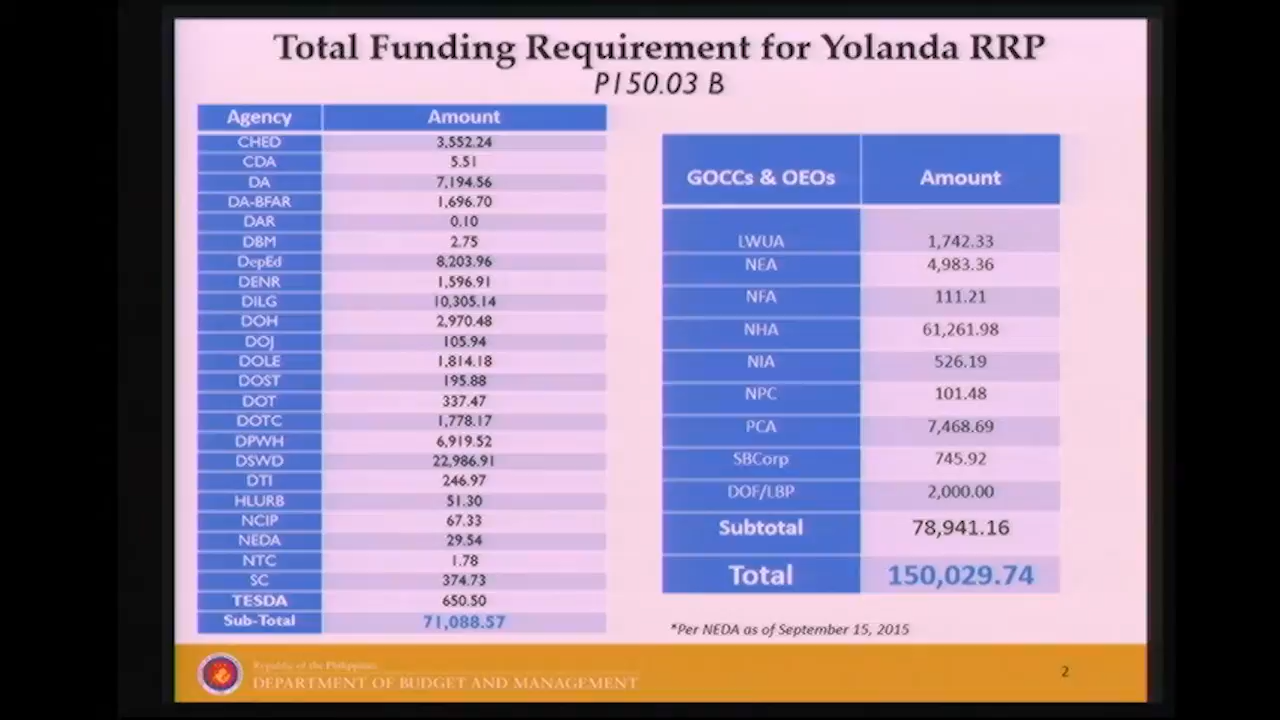 Total Funding Requirement for Yolanda RRP
P150.03 B
Agency Amount
CHED 3,552.24
CDA 5.51
DA 7,194.56
DA-BFAR 1,696.70
DAR 0.10
DBM 2.75
DepEd 8,203.96
DENR 1,596.91
DILG 10,305.14
DOH 2,970.48
DOJ 105.94
DOLE 1,814.18
DOST 195.88
DOT 337.47
DOTC 1,778.17
DPWH 6,919.52
DSWD 22,986.91
DTI 246.97
HLURB 51.30
NCIP 67.33
NEDA 29.54
NTC 1.78
SC 374.73
TESDA 650.50
Sub-Total 71,088.57
GOCCs & OEOs Amount
LWUA 1,742.33
NEA 4,983.36
NFA 111.21
NHA 61,261.98
NIA 526.19
NPC 101.48
PCA 7,468.69
SBCorp 745.92
DOF/LBP 2,000.00
Subtotal 78,941.16
Total 150,029.74
*Per NEDA as of September 15, 2015
Republic of the Philippines
DEPARTMENT OF BUDGET AND MANAGEMENT
2